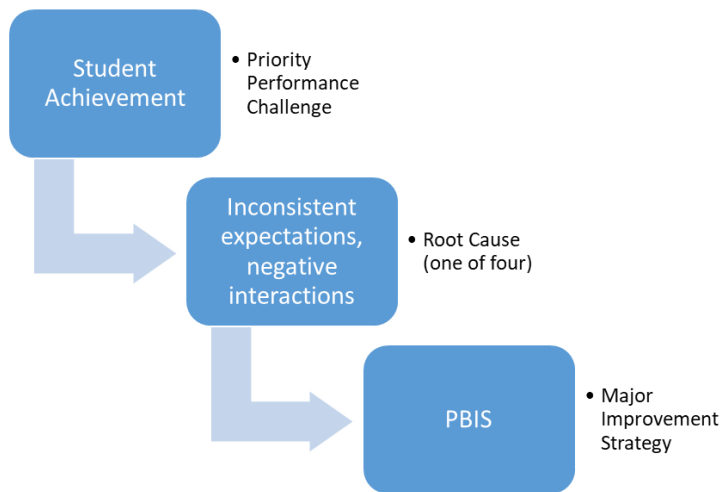 Student
Achievement
• Priority
Performance
Challenge
Inconsistent
expectations,
negative
interactions
• Root Cause
(one of four)
PBIS
• Major
Improvement
Strategy